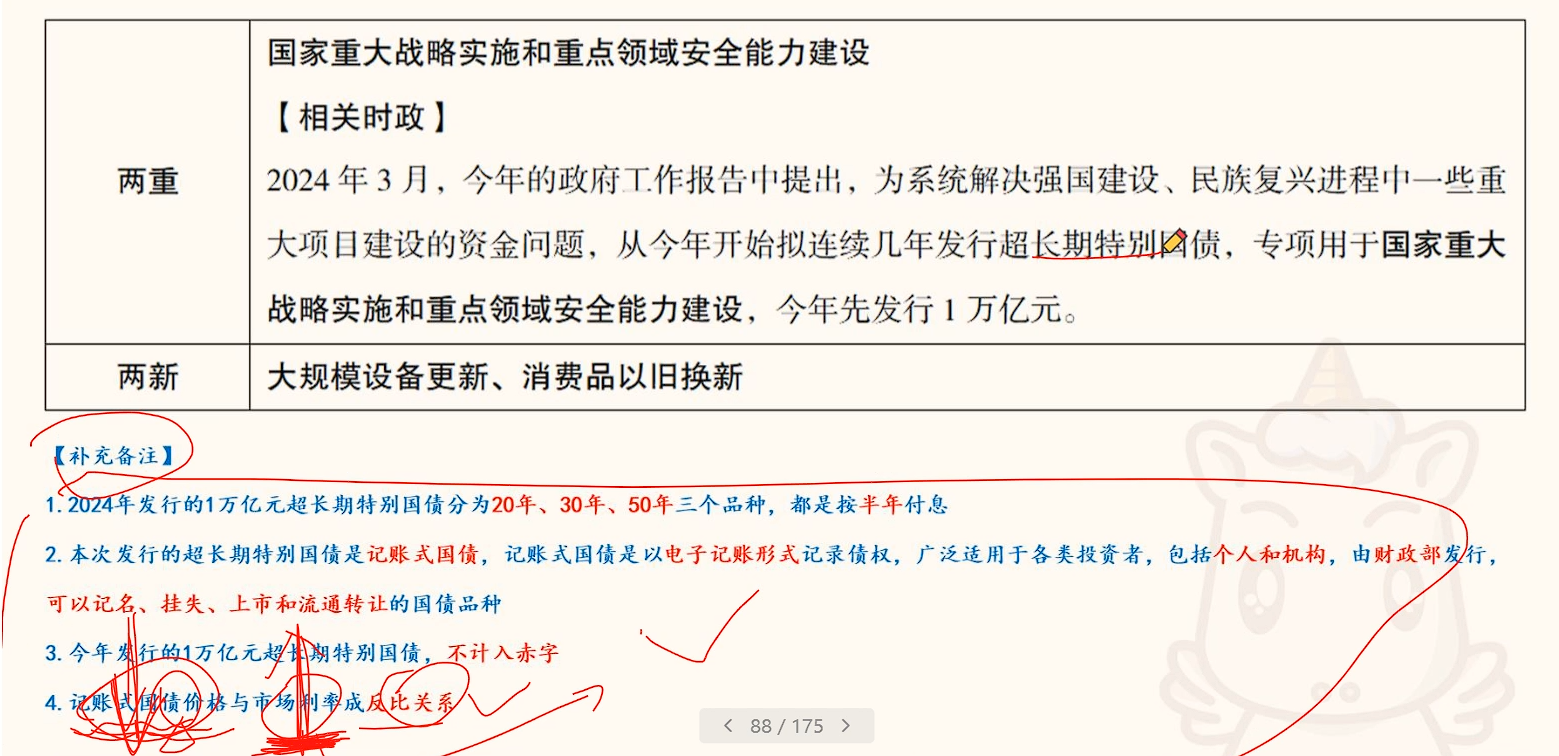 两重
国家重大战略实施和重点领域安全能力建设
【相关时政】
2024 年 3 月，今年的政府工作报告中提出，为系统解决强国建设、民族复兴进程中一些重
大项目建设的资金问题，从今年开始拟连续几年发行超长期特别国债，专项用于国家重大
战略实施和重点领域安全能力建设，今年先发行 1 万亿元。
两新
大规模设备更新、消费品以旧换新
【补充备注】
1. 2024年发行的1万亿元超长期特别国债分为20年、30年、50年三个品种，都是按半年付息
2. 本次发行的超长期特别国债是记账式国债，记账式国债是以电子记账形式记录债权，广泛适用于各类投资者，包括个人和机构，由财政部发行，
可以记名、挂失、上市和流通转让的国债品种
3. 今年发行的1万亿元超长期特别国债，不计入赤字
4. 记账式国债价格与市场利率成反比关系
88 / 175